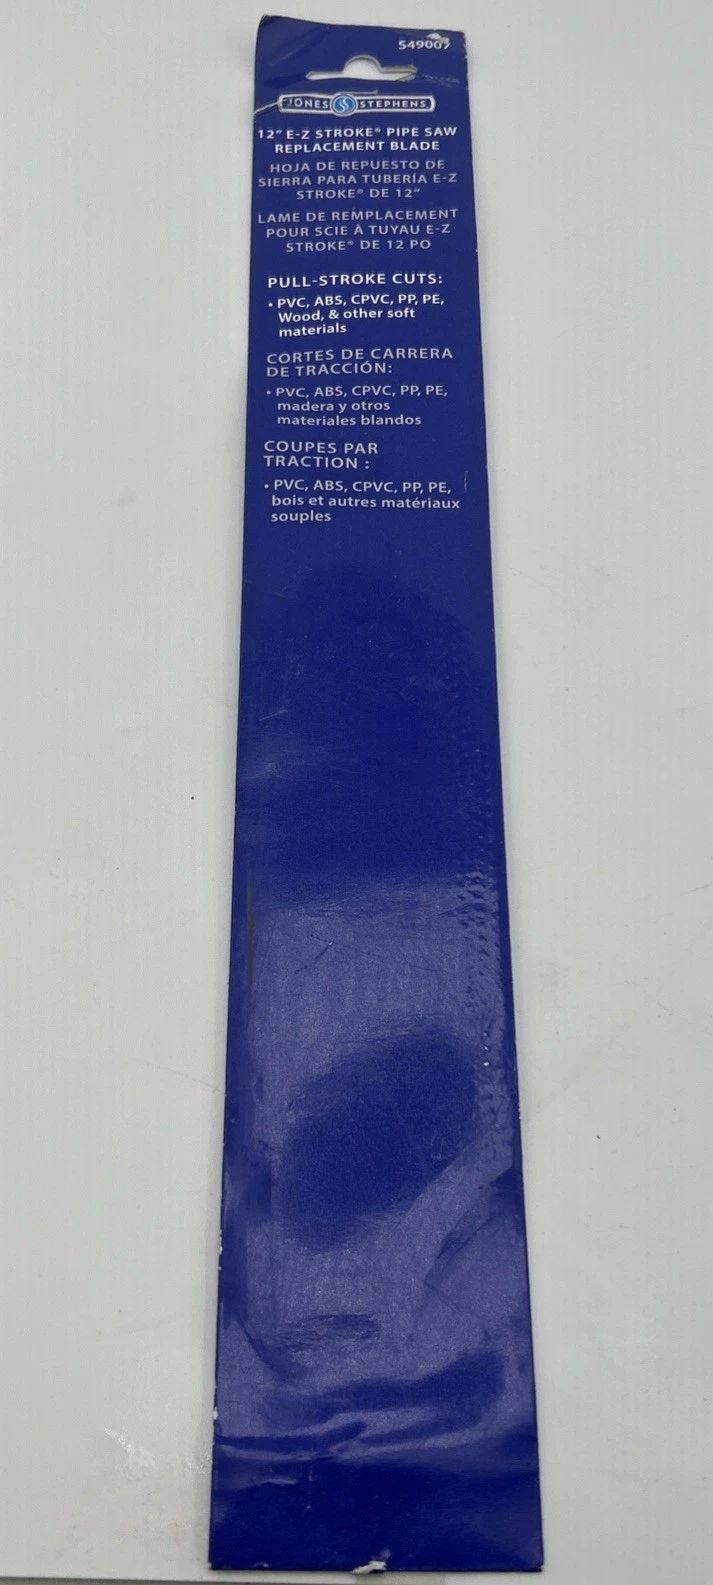 S49007
JONES STEPHENS
12" E-Z STROKE® PIPE SAW
REPLACEMENT BLADE
HOJA DE REPUESTO DE
SIERRA PARA TUBERÍA E-Z
STROKE® DE 12"
LAME DE REMPLACEMENT
POUR SCIE À TUYAU E-Z
STROKE® DE 12 PO
PULL-STROKE CUTS:
• PVC, ABS, CPVC, PP, PE,
Wood, & other soft
materials
CORTES DE CARRERA
DE TRACCIÓN:
• PVC, ABS, CPVC, PP, PE,
madera y otros
materiales blandos
COUPES PAR
TRACTION :
• PVC, ABS, CPVC, PP, PE,
bois et autres matériaux
souples